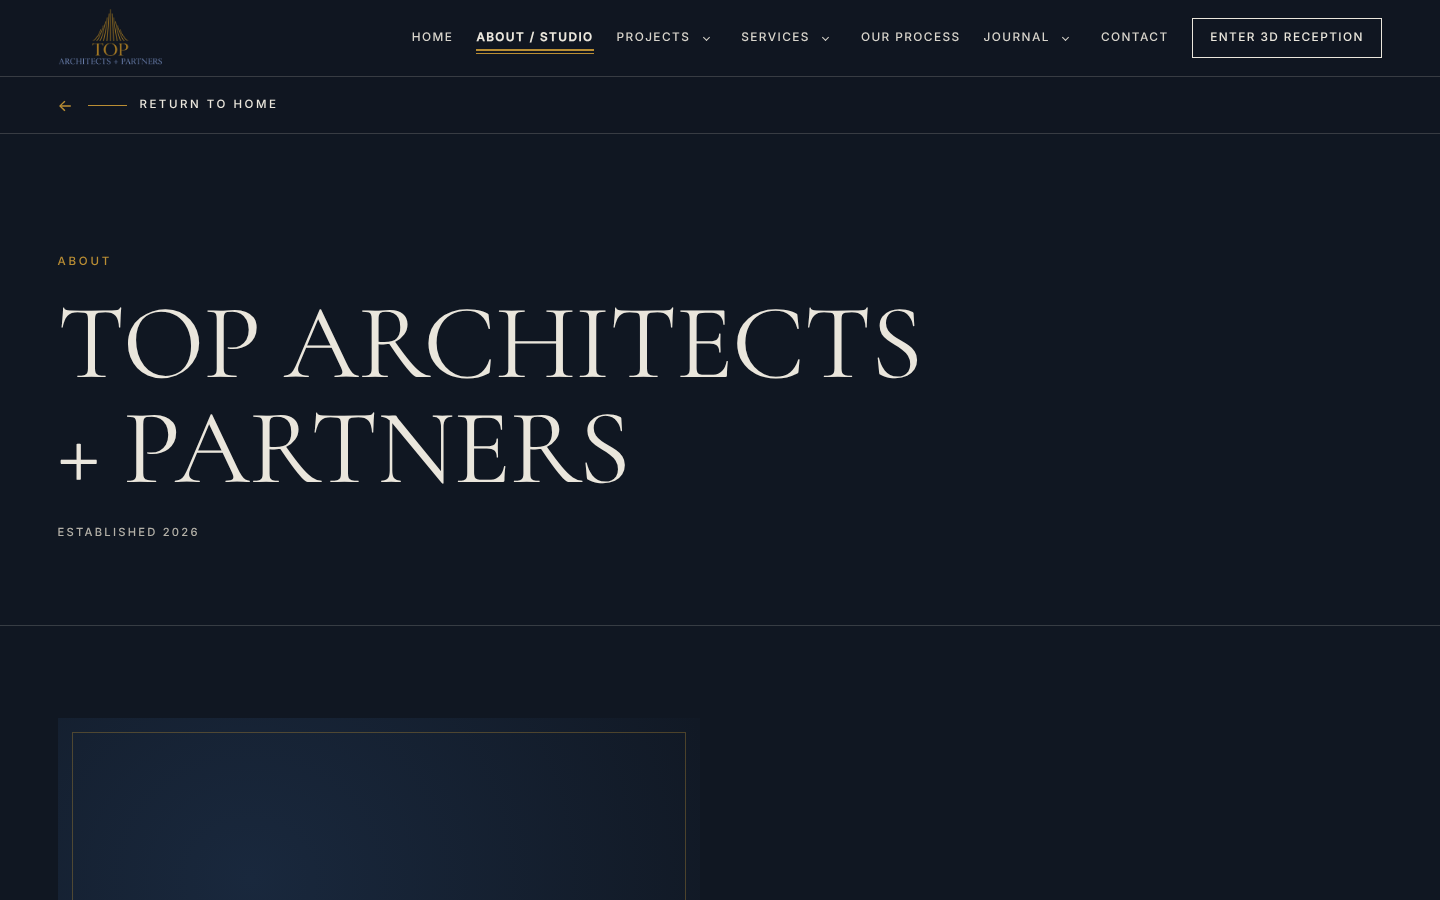 TOP
ARCHITECTS + PARTNERS
HOME
ABOUT / STUDIO
PROJECTS
SERVICES
OUR PROCESS
JOURNAL
CONTACT
ENTER 3D RECEPTION
RETURN TO HOME
ABOUT
TOP ARCHITECTS
+ PARTNERS
ESTABLISHED 2026